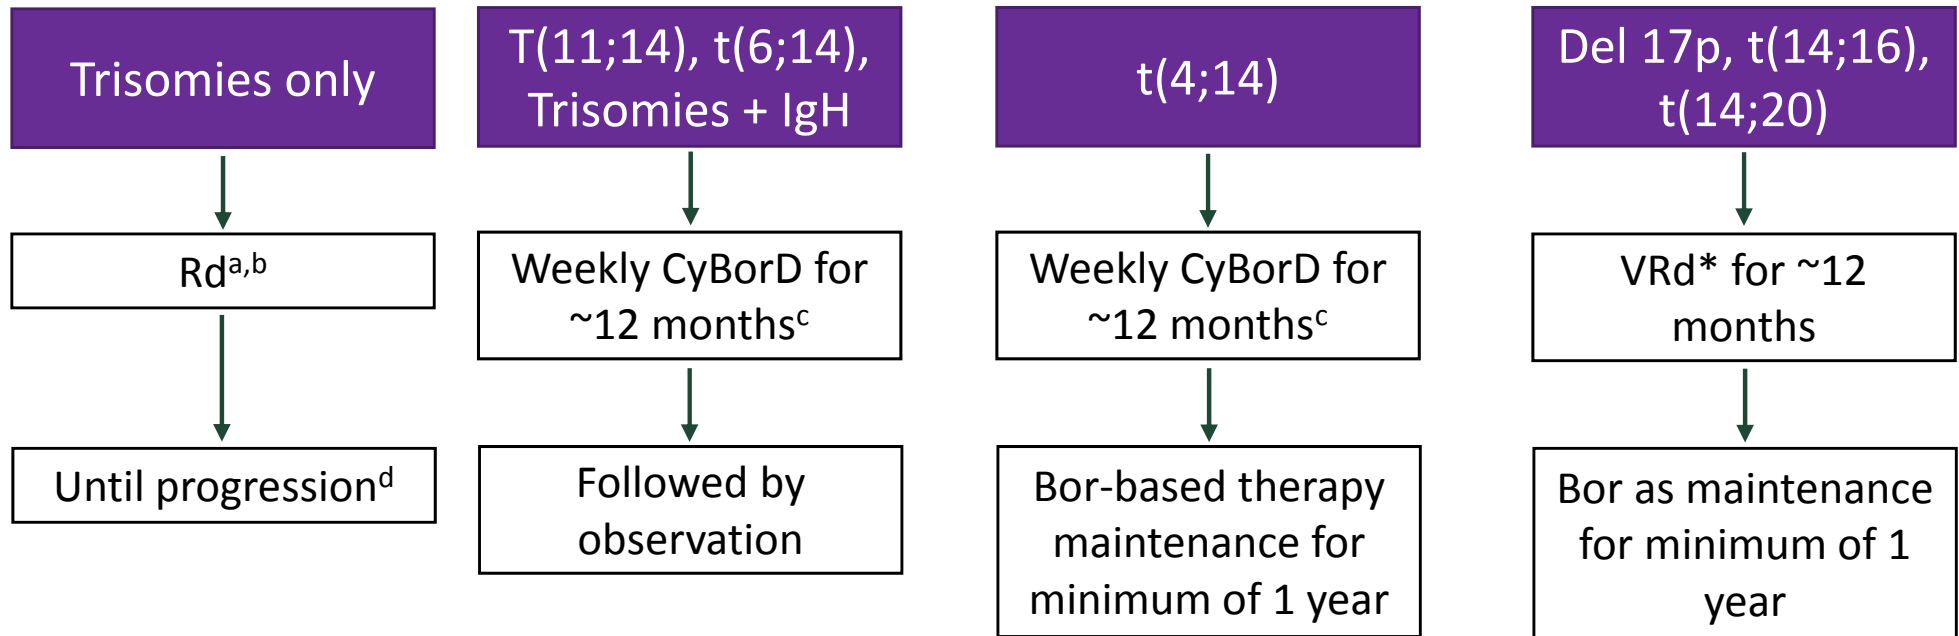 Trisomies only
T(11;14), t(6;14),
Trisomies + IgH
t(4;14)
Del 17p, t(14;16),
t(14;20)
Rdᵃ,ᵇ
Weekly CyBorD for
~12 monthsᶜ
Weekly CyBorD for
~12 monthsᶜ
VRd* for ~12
months
Until progressionᵈ
Followed by
observation
Bor-based therapy
maintenance for
minimum of 1 year
Bor as maintenance
for minimum of 1
year